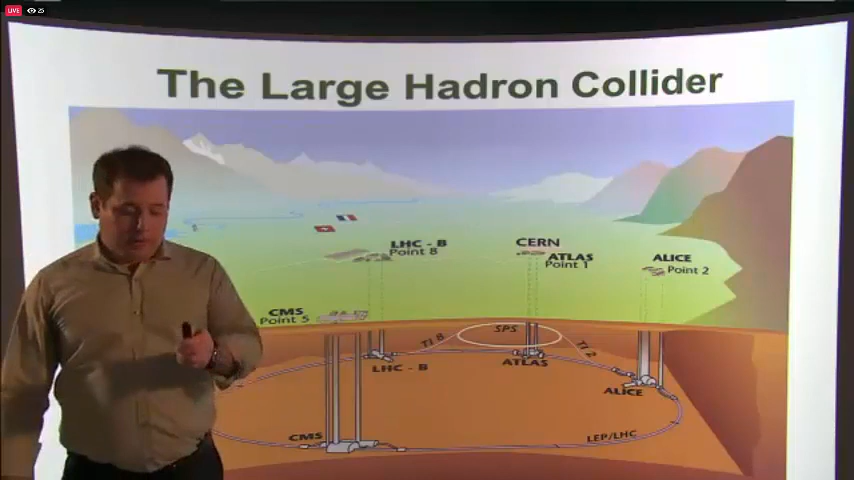 LIVE 25
The Large Hadron Collider
LHC - B
Point 8
CERN
ATLAS
Point 1
ALICE
Point 2
CMS
Point 5
TI 8
SPS
TI 2
LHC - B
ATLAS
ALICE
CMS
LEP/LHC